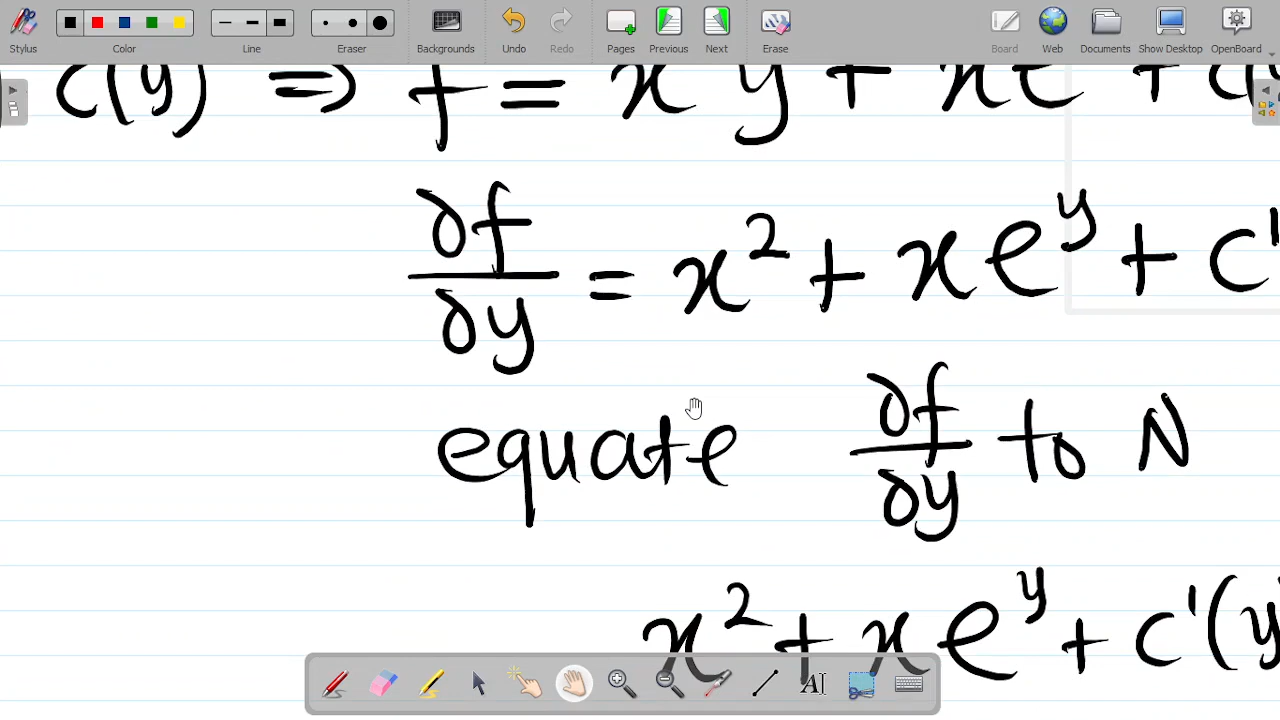 Stylus Color Line Eraser Backgrounds Undo Redo Pages Previous Next Erase Board Web Documents Show Desktop OpenBoard
c(y) ⇒ f = x y + xe + c(y
∂f/∂y = x² + xe^y + c'
equate ∂f/∂y to N
x² + xe^y + c'(y